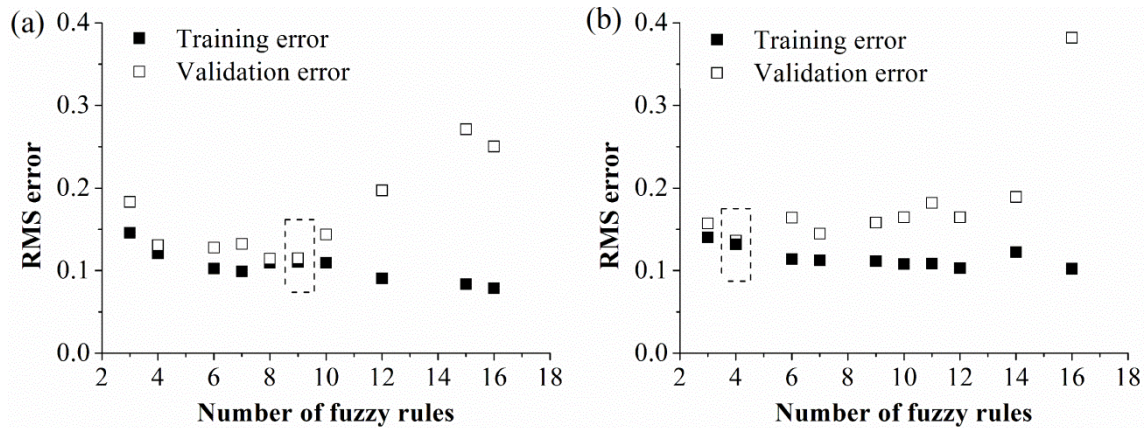 (a)
0.4
0.3
0.2
0.1
0.0
RMS error
Training error
Validation error
2 4 6 8 10 12 14 16 18
Number of fuzzy rules
(b)
0.4
0.3
0.2
0.1
0.0
RMS error
Training error
Validation error
2 4 6 8 10 12 14 16 18
Number of fuzzy rules